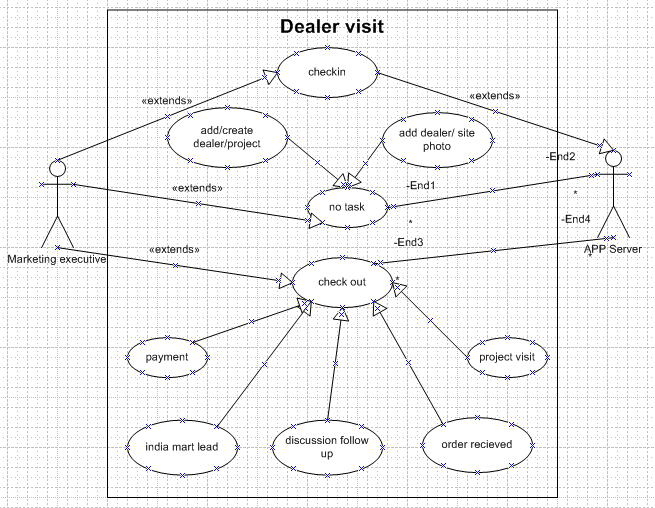 Dealer visit
checkin
«extends»
«extends»
add/create
dealer/project
add dealer/ site
photo
-End2
-End1
«extends»
*
no task
-End4
*
-End3
«extends»
Marketing executive
APP Server
*
check out
*
payment
project visit
india mart lead
discussion follow
up
order recieved